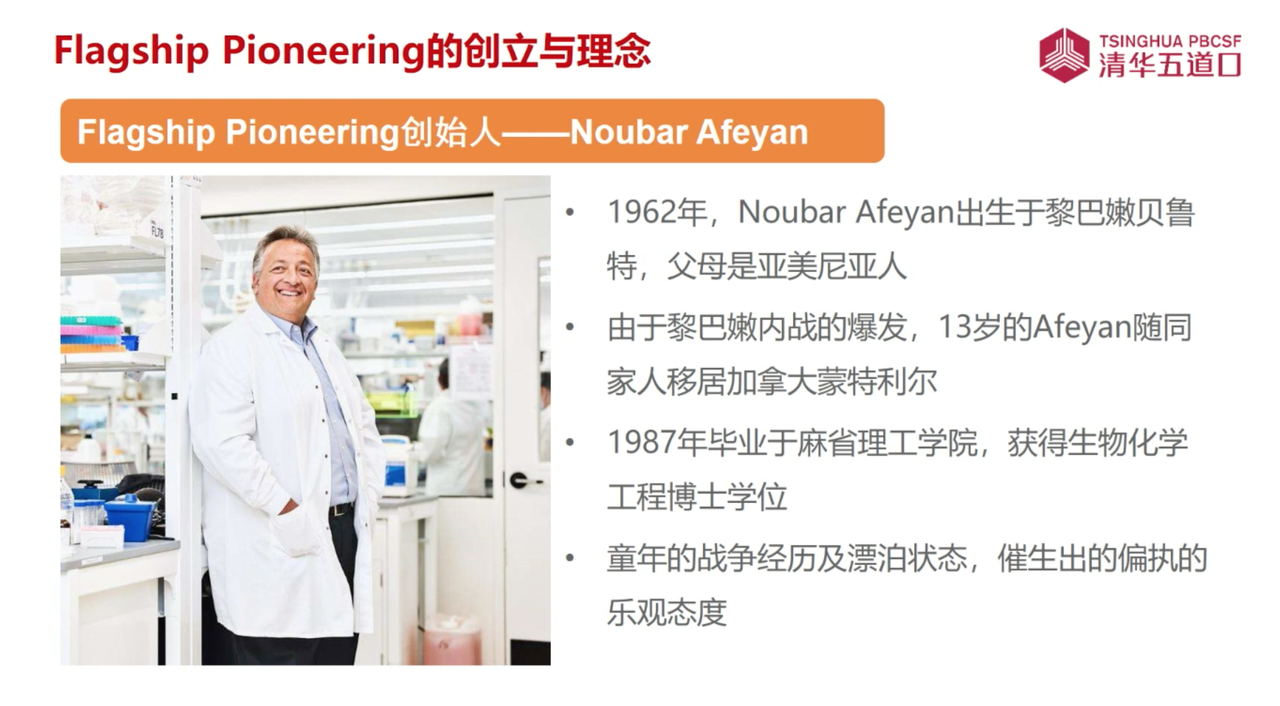 Flagship Pioneering的创立与理念
TSINGHUA PBCSF
清华五道口
Flagship Pioneering创始人——Noubar Afeyan
FL78
• 1962年，Noubar Afeyan出生于黎巴嫩贝鲁
特，父母是亚美尼亚人
• 由于黎巴嫩内战的爆发，13岁的Afeyan随同
家人移居加拿大蒙特利尔
• 1987年毕业于麻省理工学院，获得生物化学
工程博士学位
• 童年的战争经历及漂泊状态，催生出的偏执的
乐观态度